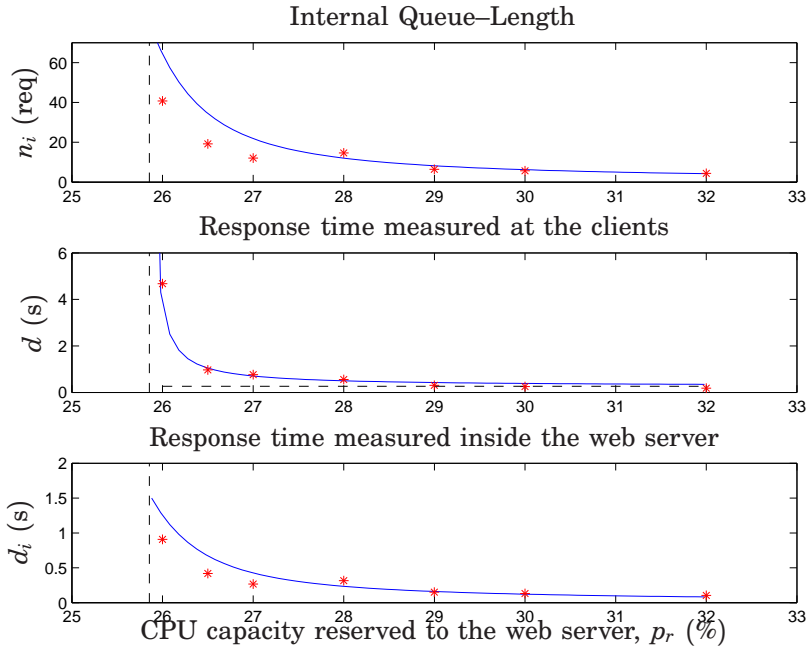 Internal Queue–Length
n_i (req)
60
40
20
0
25 26 27 28 29 30 31 32 33
Response time measured at the clients
d (s)
6
4
2
0
25 26 27 28 29 30 31 32 33
Response time measured inside the web server
d_i (s)
2
1.5
1
0.5
0
25 26 27 28 29 30 31 32 33
CPU capacity reserved to the web server, p_r (%)